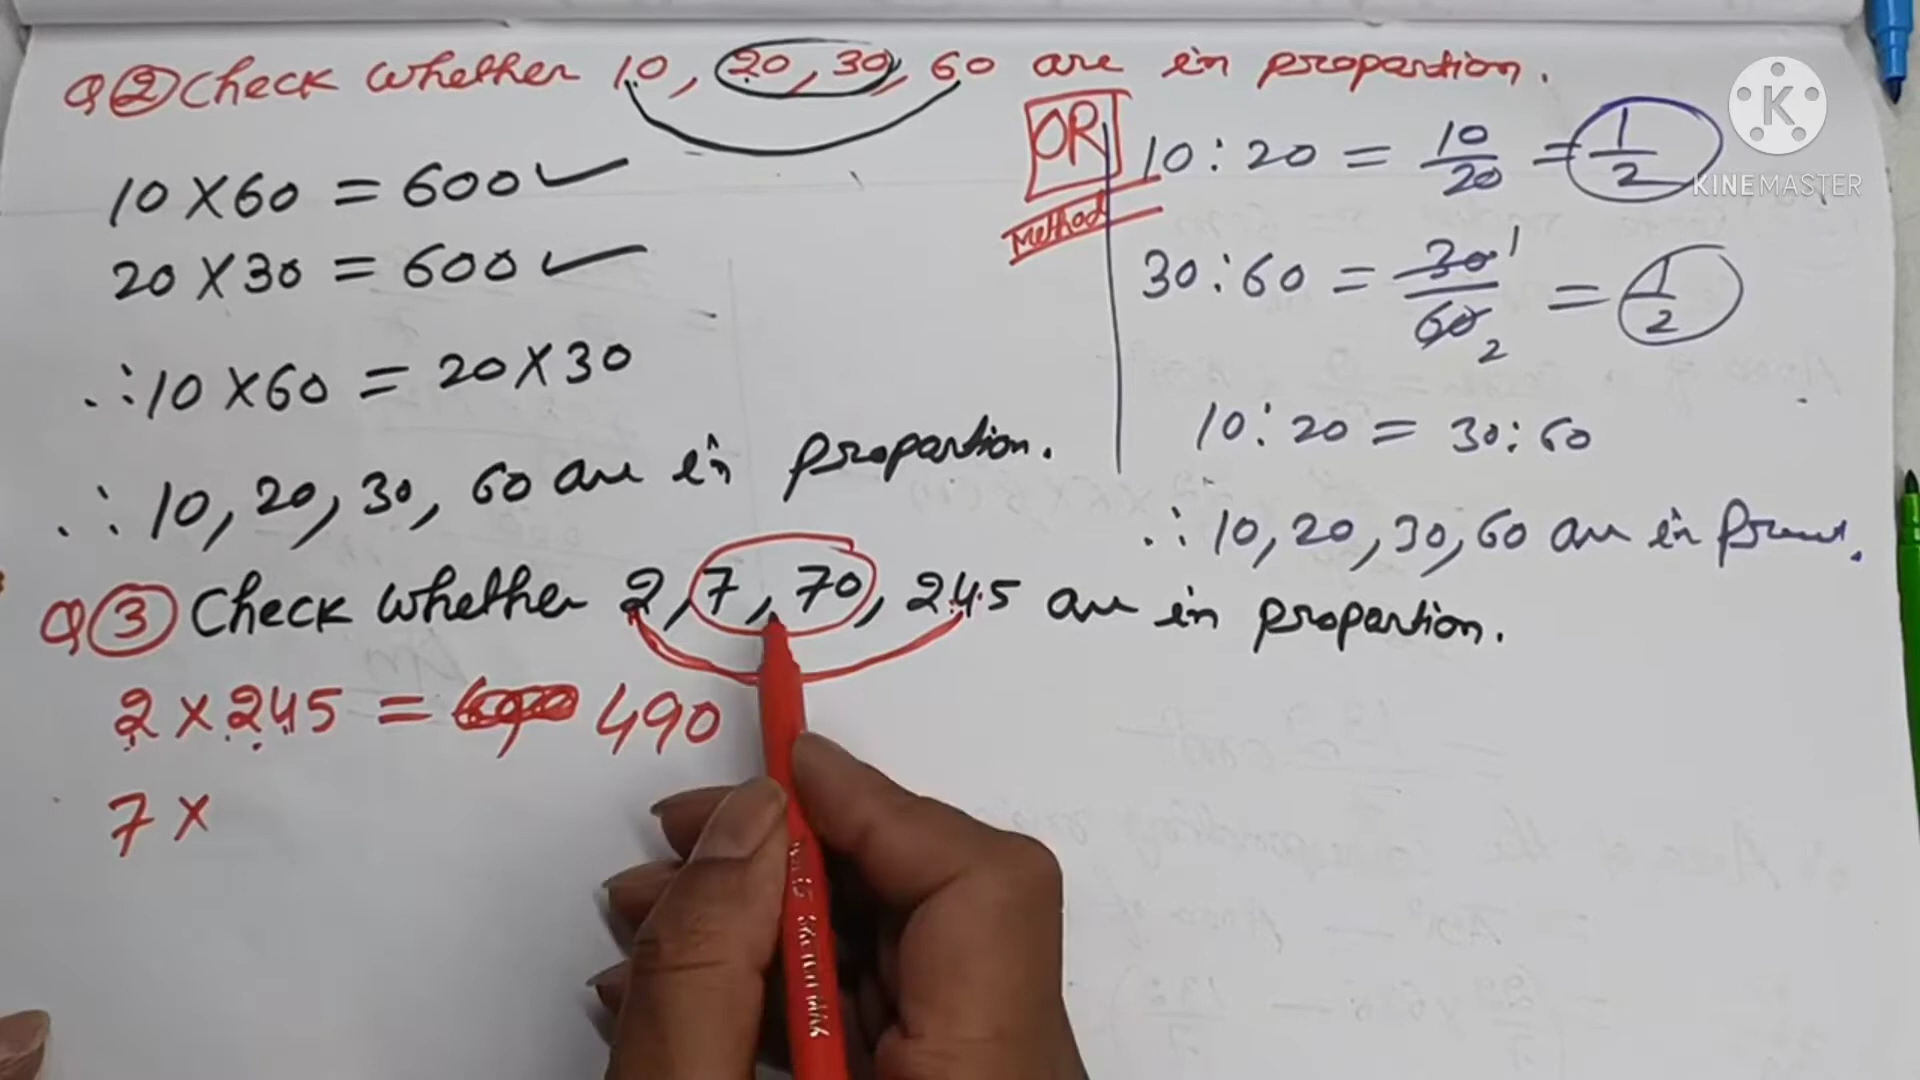 Q② Check whether 10, 20, 30, 60 are in proportion.
10 × 60 = 600 ✓
20 × 30 = 600 ✓
∴ 10 × 60 = 20 × 30
∴ 10, 20, 30, 60 are in proportion.
OR
Method
10 : 20 = 10/20 = 1/2
30 : 60 = 30 1/60 2 = 1/2
10 : 20 = 30 : 60
∴ 10, 20, 30, 60 are in
KINEMASTER
Q③ Check whether 2, 7, 70, 245 are in proportion.
2 × 245 = 490
7 ×